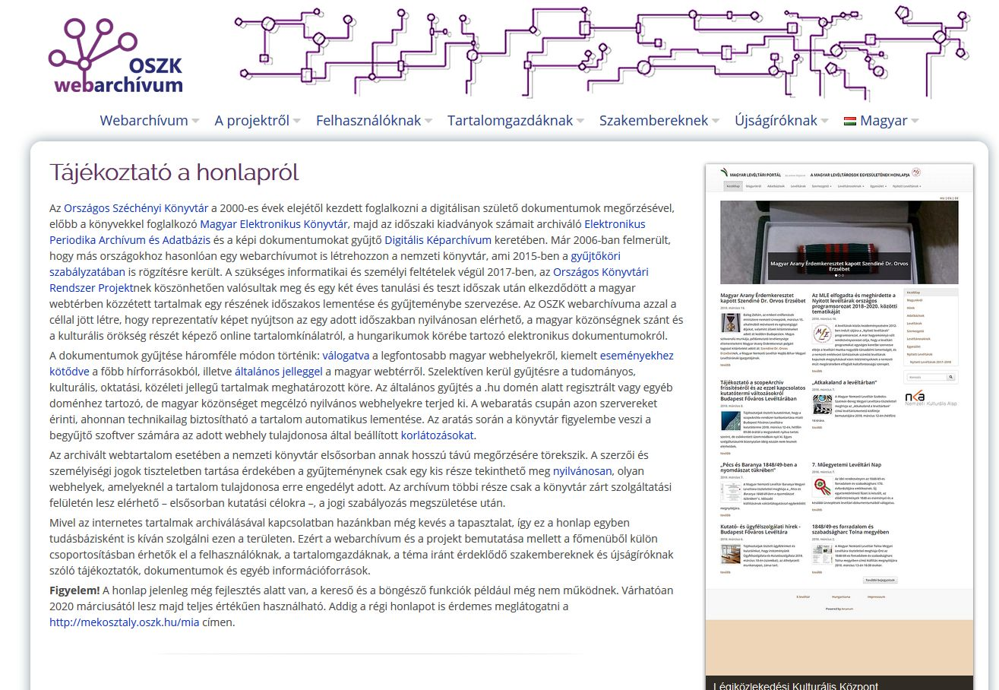 OSZK
webarchívum
Webarchívum
A projektről
Felhasználóknak
Tartalomgazdáknak
Szakembereknek
Újságíróknak
Magyar
Tájékoztató a honlapról
Az Országos Széchényi Könyvtár a 2000-es évek elejétől kezdett foglalkozni a digitálisan születő dokumentumok megőrzésével,
előbb a könyvekkel foglalkozó Magyar Elektronikus Könyvtár, majd az időszaki kiadványok számait archiváló Elektronikus
Periodika Archívum és Adatbázis és a képi dokumentumokat gyűjtő Digitális Képarchívum keretében. Már 2006-ban felmerült,
hogy más országokhoz hasonlóan egy webarchívumot is létrehozzon a nemzeti könyvtár, ami 2015-ben a gyűjtőköri
szabályzatában is rögzítésre került. A szükséges informatikai és személyi feltételek végül 2017-ben, az Országos Könyvtári
Rendszer Projektnek köszönhetően valósultak meg és egy két éves tanulási és teszt időszak után elkezdődött a magyar
webtérben közzétett tartalmak egy részének időszakos lementése és gyűjteménybe szervezése. Az OSZK webarchívuma azzal a
céllal jött létre, hogy reprezentatív képet nyújtson az egy adott időszakban nyilvánosan elérhető, a magyar közönségnek szánt és
a kulturális örökség részét képező online tartalomkínálatról, a hungarikumok körébe tartozó elektronikus dokumentumokról.
A dokumentumok gyűjtése háromféle módon történik: válogatva a legfontosabb magyar webhelyekről, kiemelt eseményekhez
kötődve a főbb hírforrásokból, illetve általános jelleggel a magyar webtérről. Szelektíven kerül gyűjtésre a tudományos,
kulturális, oktatási, közéleti jellegű tartalmak meghatározott köre. Az általános gyűjtés a .hu domén alatt regisztrált vagy egyéb
doménhez tartozó, de magyar közönséget megcélzó nyilvános webhelyekre terjed ki. A webaratás csupán azon szervereket
érinti, ahonnan technikailag biztosítható a tartalom automatikus lementése. Az aratás során a könyvtár figyelembe veszi a
begyűjtő szoftver számára az adott webhely tulajdonosa által beállított korlátozásokat.
Az archivált webtartalom esetében a nemzeti könyvtár elsősorban annak hosszú távú megőrzésére törekszik. A szerzői és
személyiségi jogok tiszteletben tartása érdekében a gyűjteménynek csak egy kis része tekinthető meg nyilvánosan, olyan
webhelyek, amelyeknél a tartalom tulajdonosa erre engedélyt adott. Az archívum többi része csak a könyvtár zárt szolgáltatási
felületén lesz elérhető – elsősorban kutatási célokra –, a jogi szabályozás megszületése után.
Mivel az internetes tartalmak archiválásával kapcsolatban hazánkban még kevés a tapasztalat, így ez a honlap egyben
tudásbázisként is kíván szolgálni ezen a területen. Ezért a webarchívum és a projekt bemutatása mellett a főmenüből külön
csoportosításban érhetők el a felhasználóknak, a tartalomgazdáknak, a téma iránt érdeklődő szakembereknek és újságíróknak
szóló tájékoztatók, dokumentumok és egyéb információforrások.
Figyelem! A honlap jelenleg még fejlesztés alatt van, a kereső és a böngésző funkciók például még nem működnek. Várhatóan
2020 márciusától lesz majd teljes értékűen használható. Addig a régi honlapot is érdemes meglátogatni a
http://mekosztaly.oszk.hu/mia címen.
MAGYAR LEVÉLTÁRI PORTÁL
A MAGYAR LEVÉLTÁROSOK EGYESÜLETÉNEK HONLAPJA
HU | EN | DE
Magyar Arany Érdemkeresztet kapott Szendiné Dr. Orvos
Erzsébet
Magyar Arany Érdemkeresztet
kapott Szendiné Dr. Orvos Erzsébet
Az MLE elfogadta és meghirdette a
Nyitott levéltárak országos
programsorozat 2018–2020. közötti
tematikáját
Tájékoztató a scopeArchiv
frissítéséről és az ezzel kapcsolatos
kutatótermi változásokról
Budapest Főváros Levéltárában
„Atkakaland a levéltárban”
nka
Nemzeti Kulturális Alap
„Pécs és Baranya 1848/49-ben a
nyomdászat tükrében”
7. Műegyetemi Levéltári Nap
Kutató- és ügyfélszolgálati hírek -
Budapest Főváros Levéltára
1848/49-es forradalom és
szabadságharc Tolna megyében
További bejegyzések
Hungaricana
Impresszum
Powered by Arcanum
Légiközlekedési Kulturális Központ